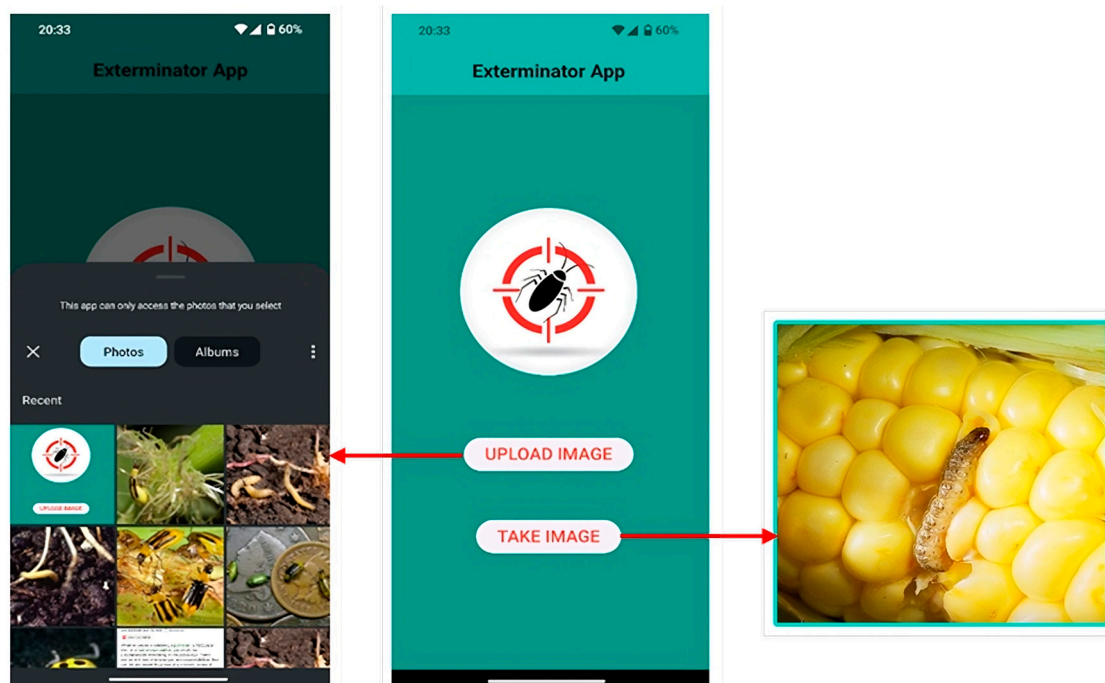 20:33
60%
Exterminator App
This app can only access the photos that you select
Photos
Albums
Recent
UPLOAD IMAGE
20:33
60%
Exterminator App
UPLOAD IMAGE
TAKE IMAGE